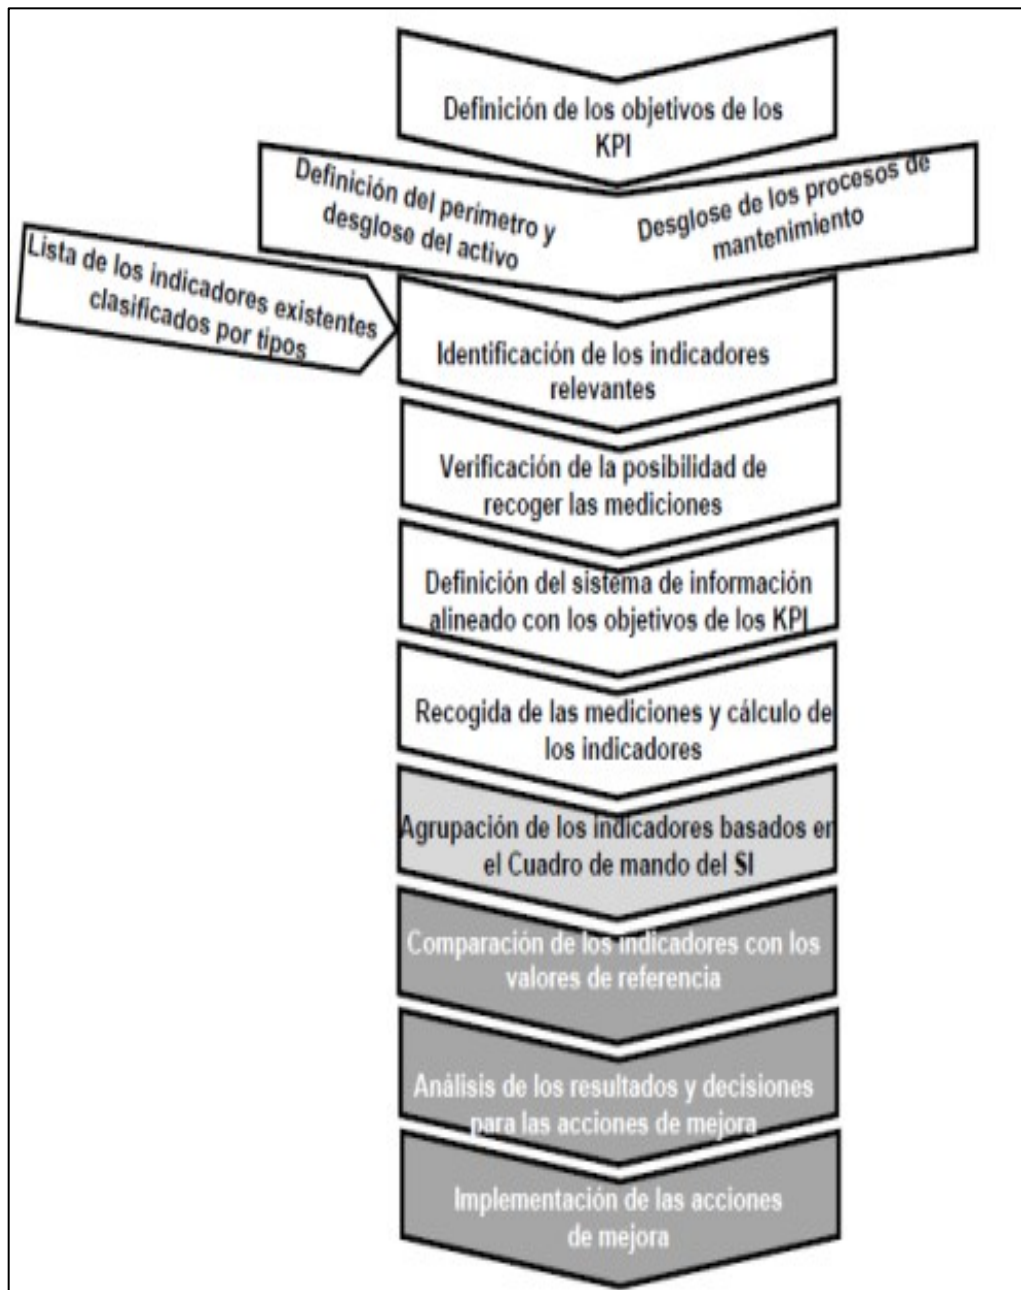 Definición de los objetivos de los
KPI
Definición del perímetro y
desglose del activo
Desglose de los procesos de
mantenimiento
Lista de los indicadores existentes
clasificados por tipos
Identificación de los indicadores
relevantes
Verificación de la posibilidad de
recoger las mediciones
Definición del sistema de información
alineado con los objetivos de los KPI
Recogida de las mediciones y cálculo de
los indicadores
Agrupación de los indicadores basados en
el Cuadro de mando del SI
Comparación de los indicadores con los
valores de referencia
Análisis de los resultados y decisiones
para las acciones de mejora
Implementación de las acciones
de mejora